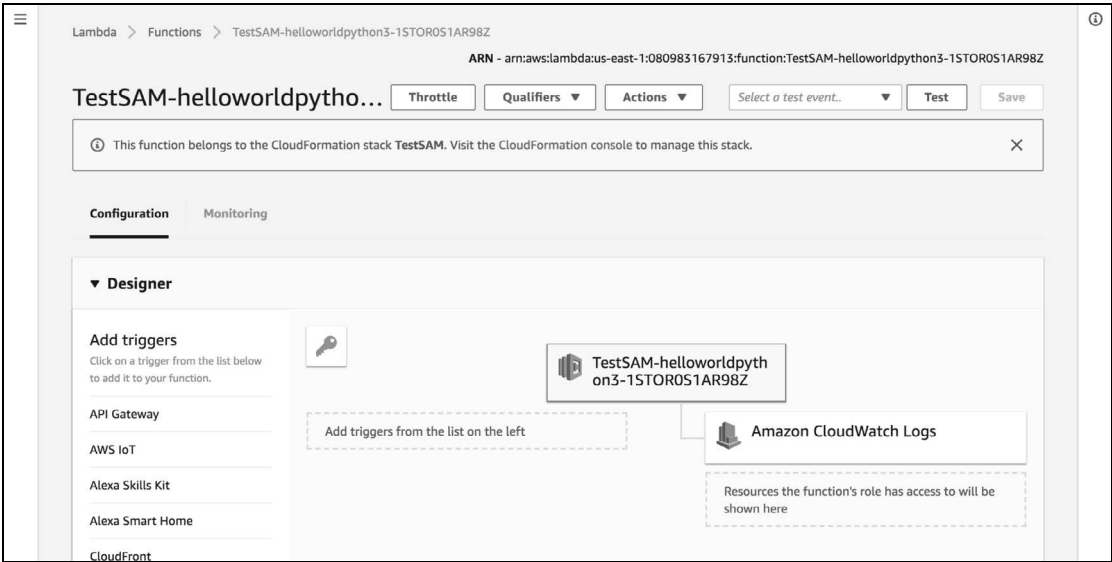 Lambda > Functions > TestSAM-helloworldpython3-1STOR0S1AR98Z
ARN - arn:aws:lambda:us-east-1:080983167913:function:TestSAM-helloworldpython3-1STOR0S1AR98Z
TestSAM-helloworldpytho... Throttle Qualifiers Actions Select a test event.. Test Save
This function belongs to the CloudFormation stack TestSAM. Visit the CloudFormation console to manage this stack.
Configuration Monitoring
Designer
Add triggers
Click on a trigger from the list below
to add it to your function.
API Gateway
AWS IoT
Alexa Skills Kit
Alexa Smart Home
CloudFront
TestSAM-helloworldpyth
on3-1STOR0S1AR98Z
Add triggers from the list on the left
Amazon CloudWatch Logs
Resources the function's role has access to will be
shown here